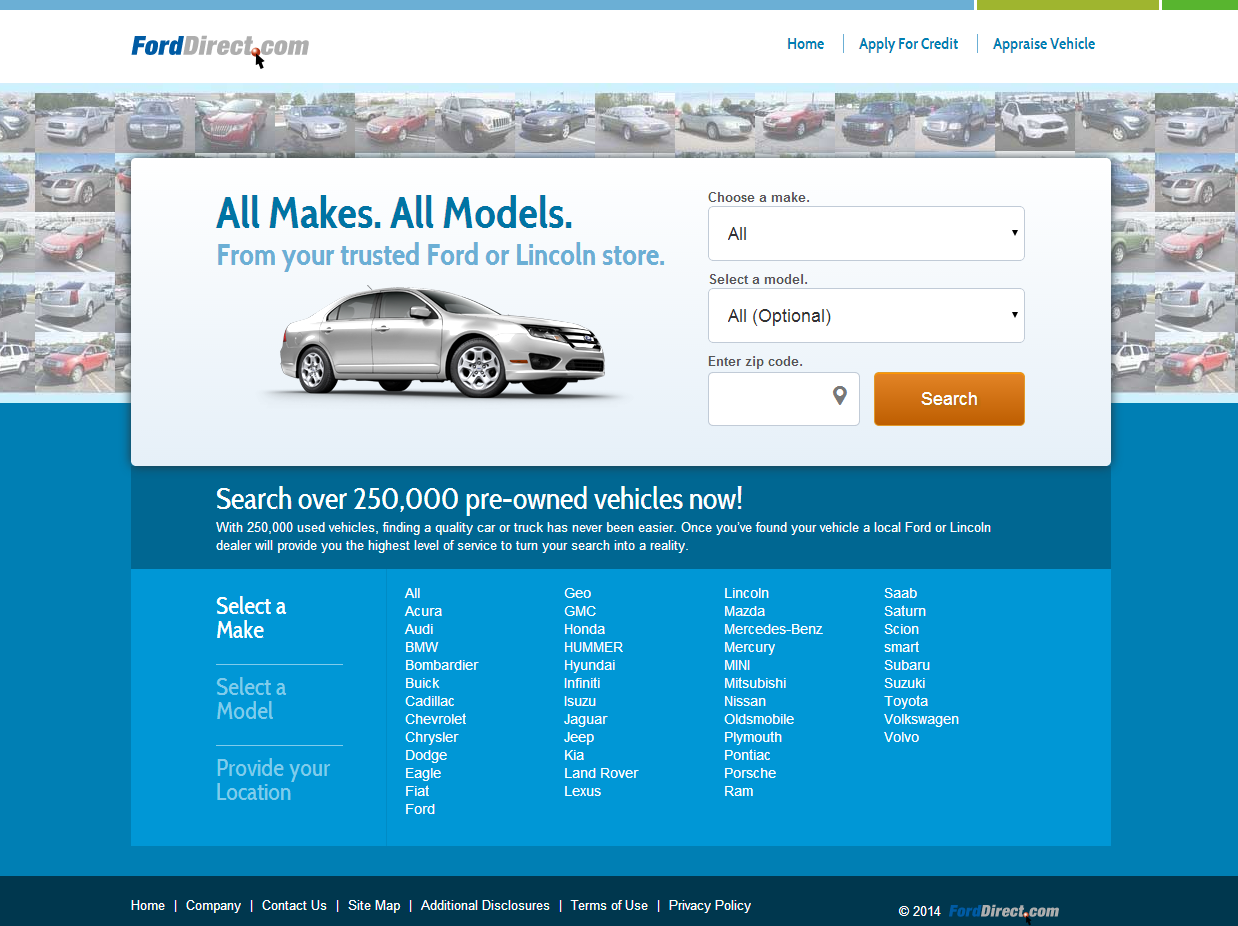 FordDirect.com
Home
Apply For Credit
Appraise Vehicle
All Makes. All Models.
From your trusted Ford or Lincoln store.
Choose a make.
All
Select a model.
All (Optional)
Enter zip code.
Search
Search over 250,000 pre-owned vehicles now!
With 250,000 used vehicles, finding a quality car or truck has never been easier. Once you've found your vehicle a local Ford or Lincoln
dealer will provide you the highest level of service to turn your search into a reality.
Select a
Make
Select a
Model
Provide your
Location
All
Acura
Audi
BMW
Bombardier
Buick
Cadillac
Chevrolet
Chrysler
Dodge
Eagle
Fiat
Ford
Geo
GMC
Honda
HUMMER
Hyundai
Infiniti
Isuzu
Jaguar
Jeep
Kia
Land Rover
Lexus
Lincoln
Mazda
Mercedes-Benz
Mercury
MINI
Mitsubishi
Nissan
Oldsmobile
Plymouth
Pontiac
Porsche
Ram
Saab
Saturn
Scion
smart
Subaru
Suzuki
Toyota
Volkswagen
Volvo
Home | Company | Contact Us | Site Map | Additional Disclosures | Terms of Use | Privacy Policy
© 2014 FordDirect.com